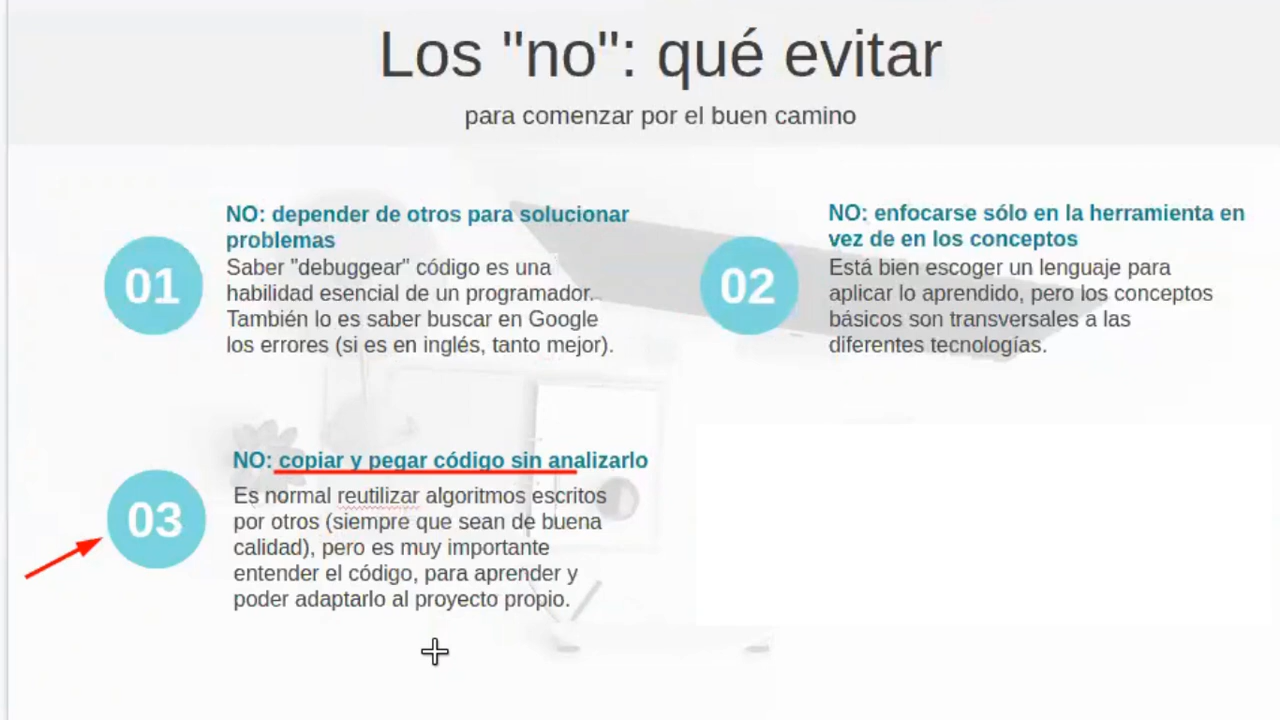 Los "no": qué evitar
para comenzar por el buen camino
01
NO: depender de otros para solucionar
problemas
Saber "debuggear" código es una
habilidad esencial de un programador.
También lo es saber buscar en Google
los errores (si es en inglés, tanto mejor).
02
NO: enfocarse sólo en la herramienta en
vez de en los conceptos
Está bien escoger un lenguaje para
aplicar lo aprendido, pero los conceptos
básicos son transversales a las
diferentes tecnologías.
03
NO: copiar y pegar código sin analizarlo
Es normal reutilizar algoritmos escritos
por otros (siempre que sean de buena
calidad), pero es muy importante
entender el código, para aprender y
poder adaptarlo al proyecto propio.